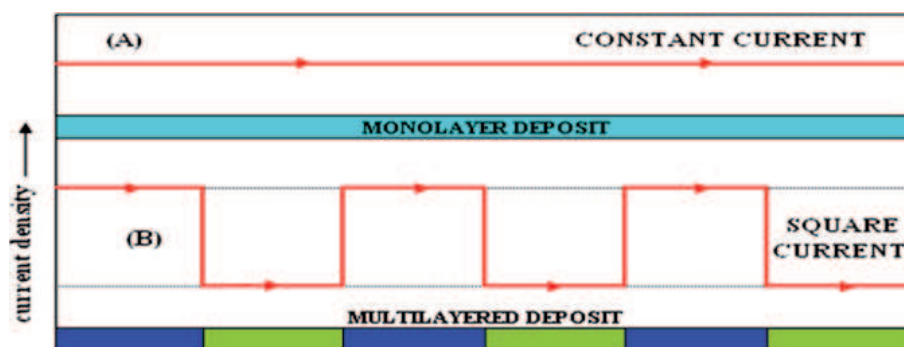 (A)
CONSTANT CURRENT
MONOLAYER DEPOSIT
current density
(B)
SQUARE
CURRENT
MULTILAYERED DEPOSIT